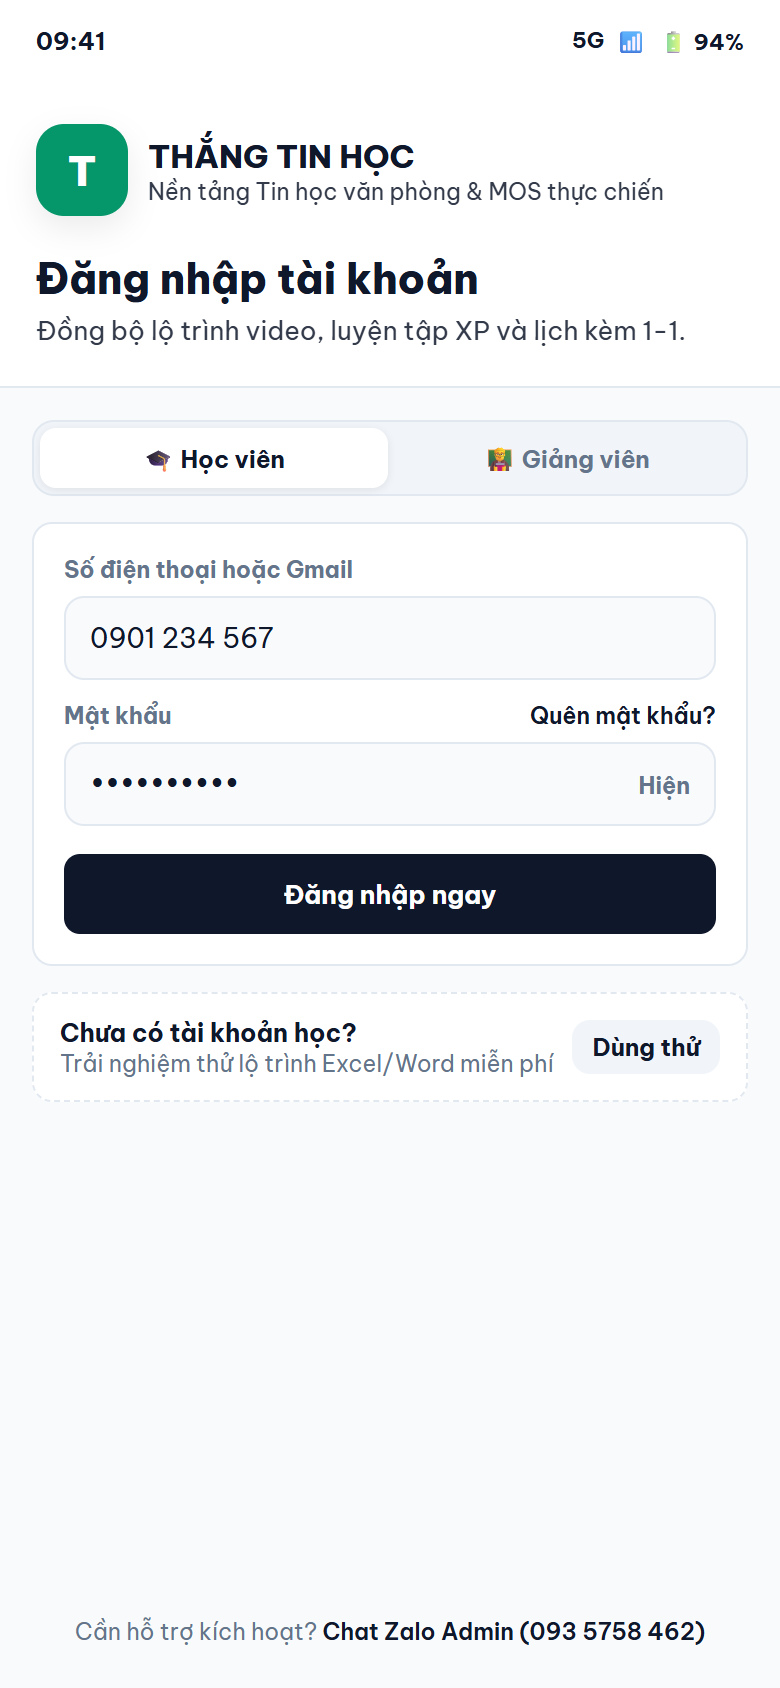 09:41
5G 94%
T
THẮNG TIN HỌC
Nền tảng Tin học văn phòng & MOS thực chiến
Đăng nhập tài khoản
Đồng bộ lộ trình video, luyện tập XP và lịch kèm 1-1.
Học viên
Giảng viên
Số điện thoại hoặc Gmail
0901 234 567
Mật khẩu
Quên mật khẩu?
••••••••••
Hiện
Đăng nhập ngay
Chưa có tài khoản học?
Trải nghiệm thử lộ trình Excel/Word miễn phí
Dùng thử
Cần hỗ trợ kích hoạt? Chat Zalo Admin (093 5758 462)